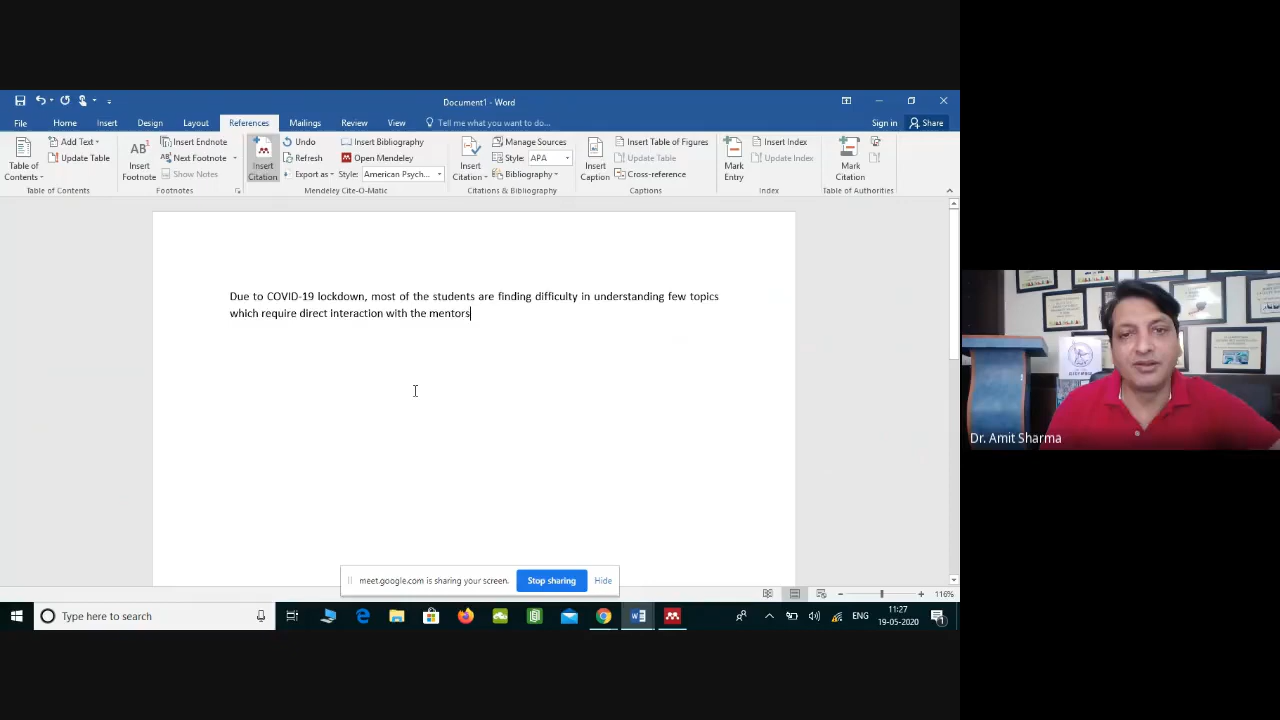 Document1 - Word
File Home Insert Design Layout References Mailings Review View Tell me what you want to do... Sign in Share
Table of Contents
Add Text
Update Table
Table of Contents
AB1
Insert Footnote
Insert Endnote
Next Footnote
Show Notes
Footnotes
Insert Citation
Undo
Refresh
Export as
Insert Bibliography
Open Mendeley
Style: American Psych...
Mendeley Cite-O-Matic
Insert Citation
Manage Sources
Style: APA
Bibliography
Citations & Bibliography
Insert Caption
Insert Table of Figures
Update Table
Cross-reference
Captions
Mark Entry
Insert Index
Update Index
Index
Mark Citation
Table of Authorities
Due to COVID-19 lockdown, most of the students are finding difficulty in understanding few topics
which require direct interaction with the mentors
Dr. Amit Sharma
meet.google.com is sharing your screen. Stop sharing Hide
116%
Type here to search
ENG
11:27
19-05-2020
1